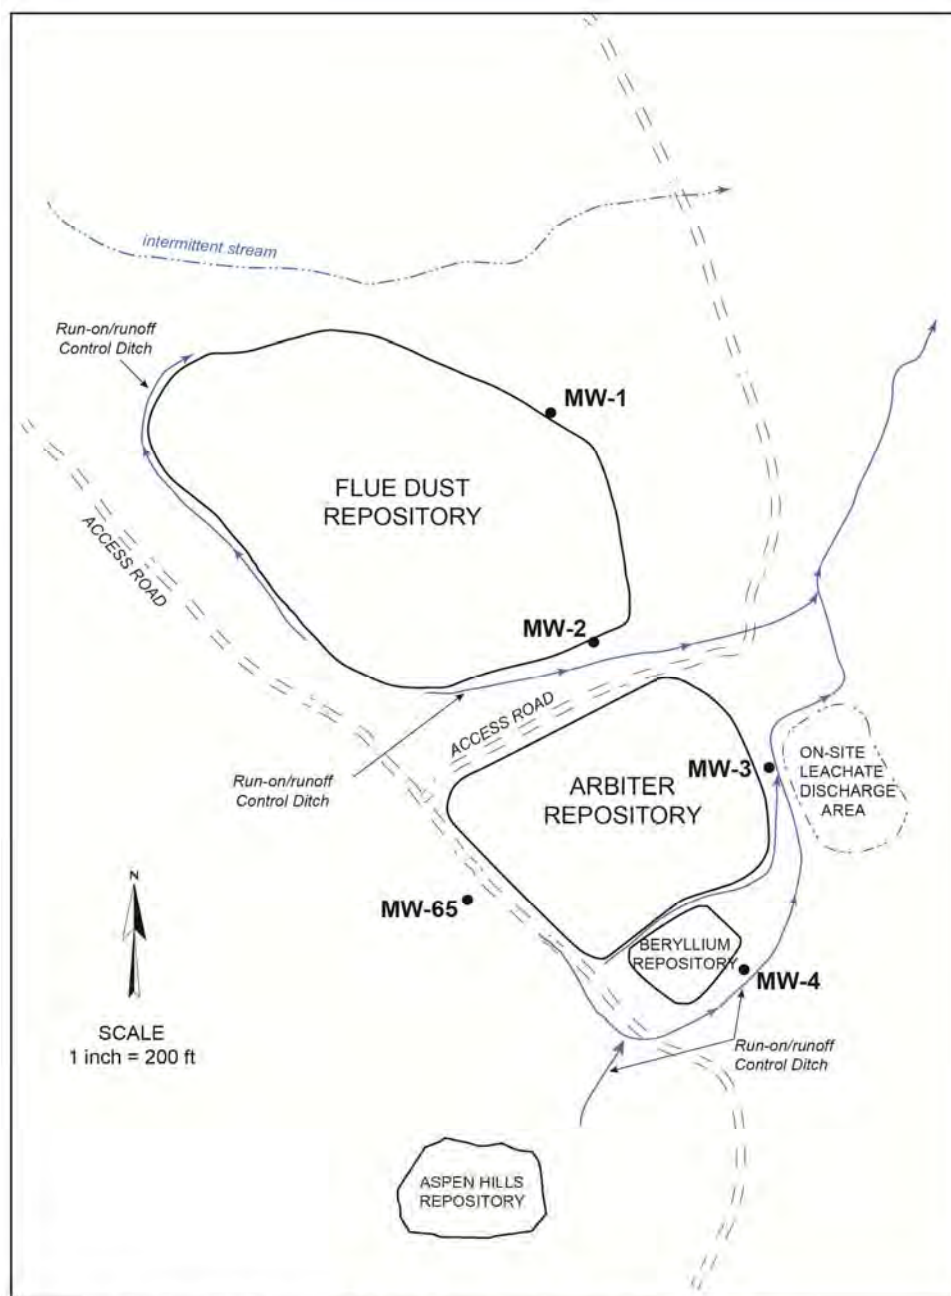 intermittent stream
Run-on/runoff
Control Ditch
MW-1
FLUE DUST
REPOSITORY
ACCESS ROAD
MW-2
ACCESS ROAD
Run-on/runoff
Control Ditch
MW-3
ON-SITE
LEACHATE
DISCHARGE
AREA
ARBITER
REPOSITORY
MW-65
BERYLLIUM
REPOSITORY
MW-4
N
SCALE
1 inch = 200 ft
Run-on/runoff
Control Ditch
ASPEN HILLS
REPOSITORY